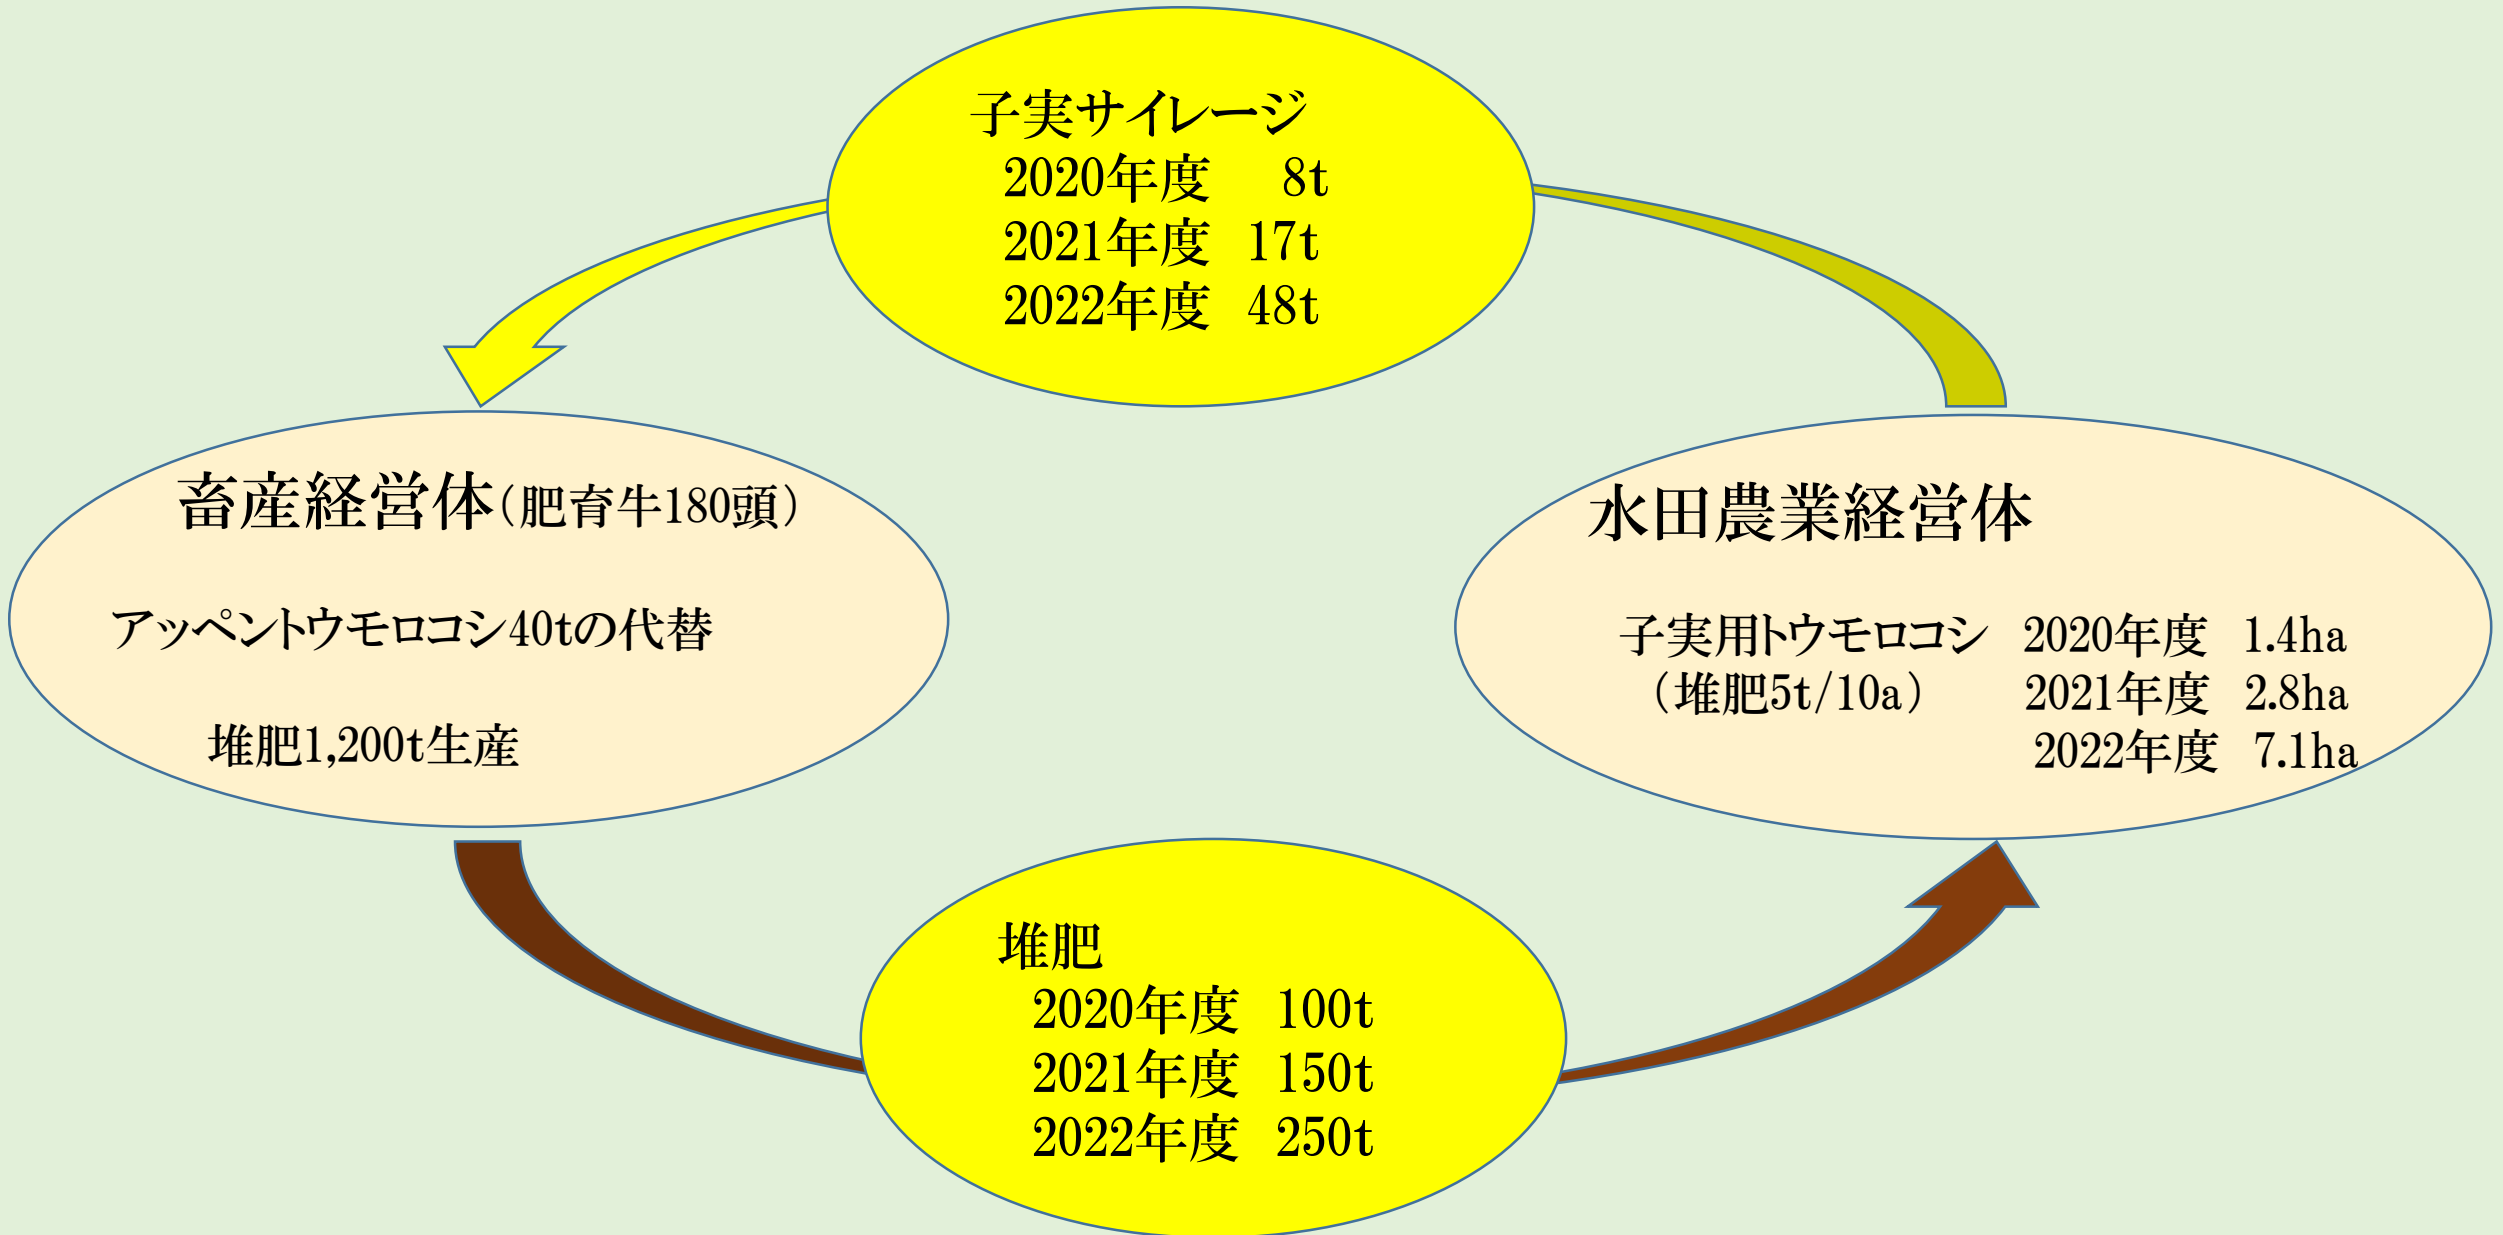 子実サイレージ
2020年度 8t
2021年度 17t
2022年度 48t
畜産経営体(肥育牛180頭)
アッペントウモロコシ40tの代替
堆肥1,200t生産
水田農業経営体
子実用トウモロコシ 2020年度 1.4ha
(堆肥5t/10a) 2021年度 2.8ha
2022年度 7.1ha
堆肥
2020年度 100t
2021年度 150t
2022年度 250t